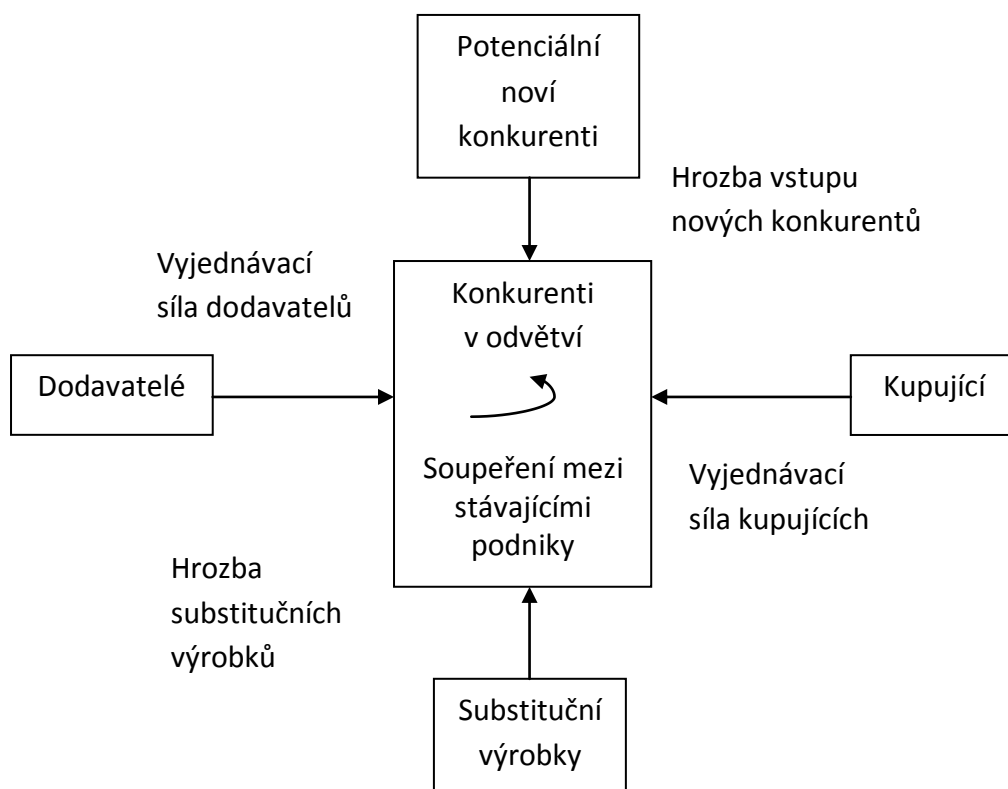 Potenciální
noví
konkurenti
Hrozba vstupu
nových konkurentů
Vyjednávací
síla dodavatelů
Konkurenti
v odvětví
Dodavatelé
Kupující
Soupeření mezi
stávajícími
podniky
Vyjednávací
síla kupujících
Hrozba
substitučních
výrobků
Substituční
výrobky